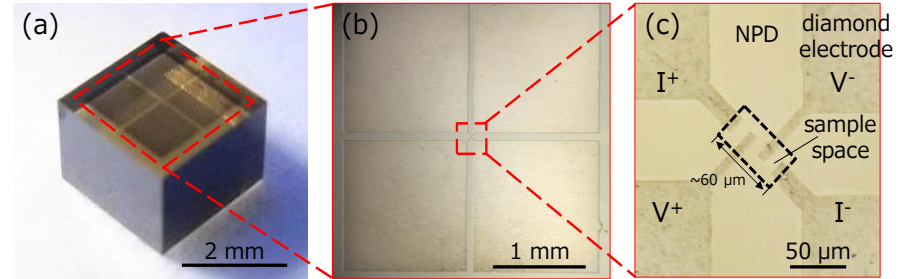 (a)
2 mm
(b)
1 mm
(c)
NPD
diamond
electrode
I⁺
V⁻
sample
space
~60 μm
V⁺
I⁻
50 μm